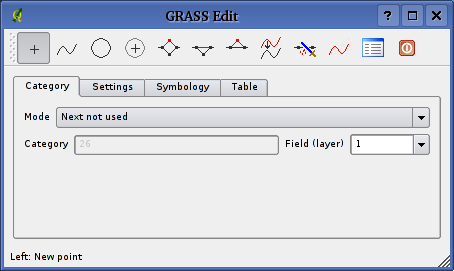 GRASS Edit
Category Settings Symbology Table
Mode Next not used
Category 26 Field (layer) 1
Left: New point